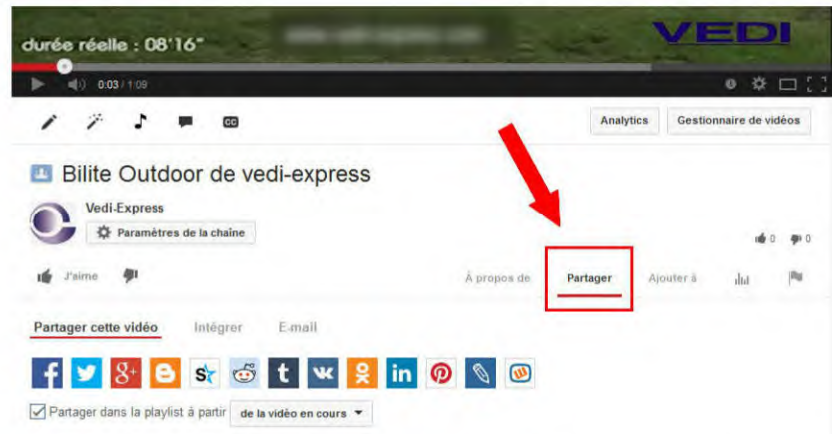 durée réelle : 08'16"
VEDI
0:03 / 1:09
CC
Analytics
Gestionnaire de vidéos
Bilite Outdoor de vedi-express
Vedi-Express
Paramètres de la chaîne
0
0
J'aime
À propos de
Partager
Ajouter à
Partager cette vidéo
Intégrer
E-mail
Partager dans la playlist à partir
de la vidéo en cours